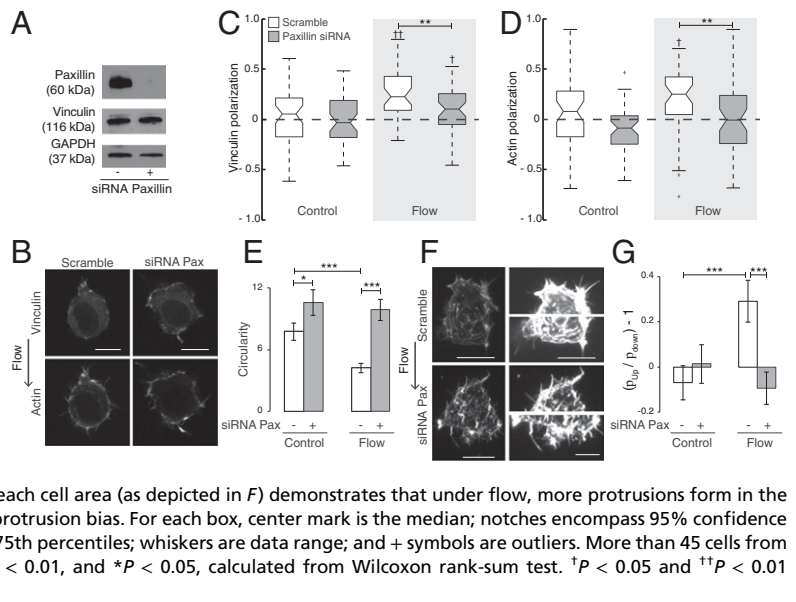 A
Paxillin
(60 kDa)
Vinculin
(116 kDa)
GAPDH
(37 kDa)
- +
siRNA Paxillin
C
Scramble
Paxillin siRNA
Vinculin polarization
1.0
0.5
0
- 0.5
- 1.0
††
**
†
Control
Flow
D
Actin polarization
1.0
0.5
0
- 0.5
- 1.0
†
**
Control
Flow
B
Scramble
siRNA Pax
Vinculin
Flow
Actin
E
Circularity
12
6
0
***
*
***
siRNA Pax - + - +
Control
Flow
F
Scramble
Flow
siRNA Pax
G
(pUp / pdown) - 1
0.4
0.2
0
-0.2
***
***
siRNA Pax - + - +
Control
Flow
each cell area (as depicted in F) demonstrates that under flow, more protrusions form in the
protrusion bias. For each box, center mark is the median; notches encompass 95% confidence
75th percentiles; whiskers are data range; and + symbols are outliers. More than 45 cells from
< 0.01, and *P < 0.05, calculated from Wilcoxon rank-sum test. †P < 0.05 and ††P < 0.01